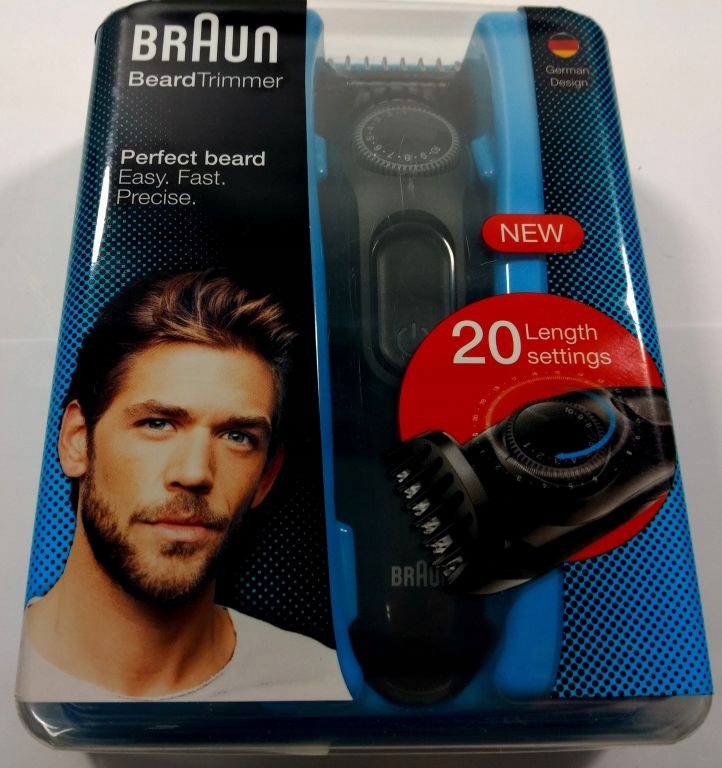 BRAUN
BeardTrimmer
German
Design
Perfect beard
Easy. Fast.
Precise.
NEW
20 Length
settings
BRAUN